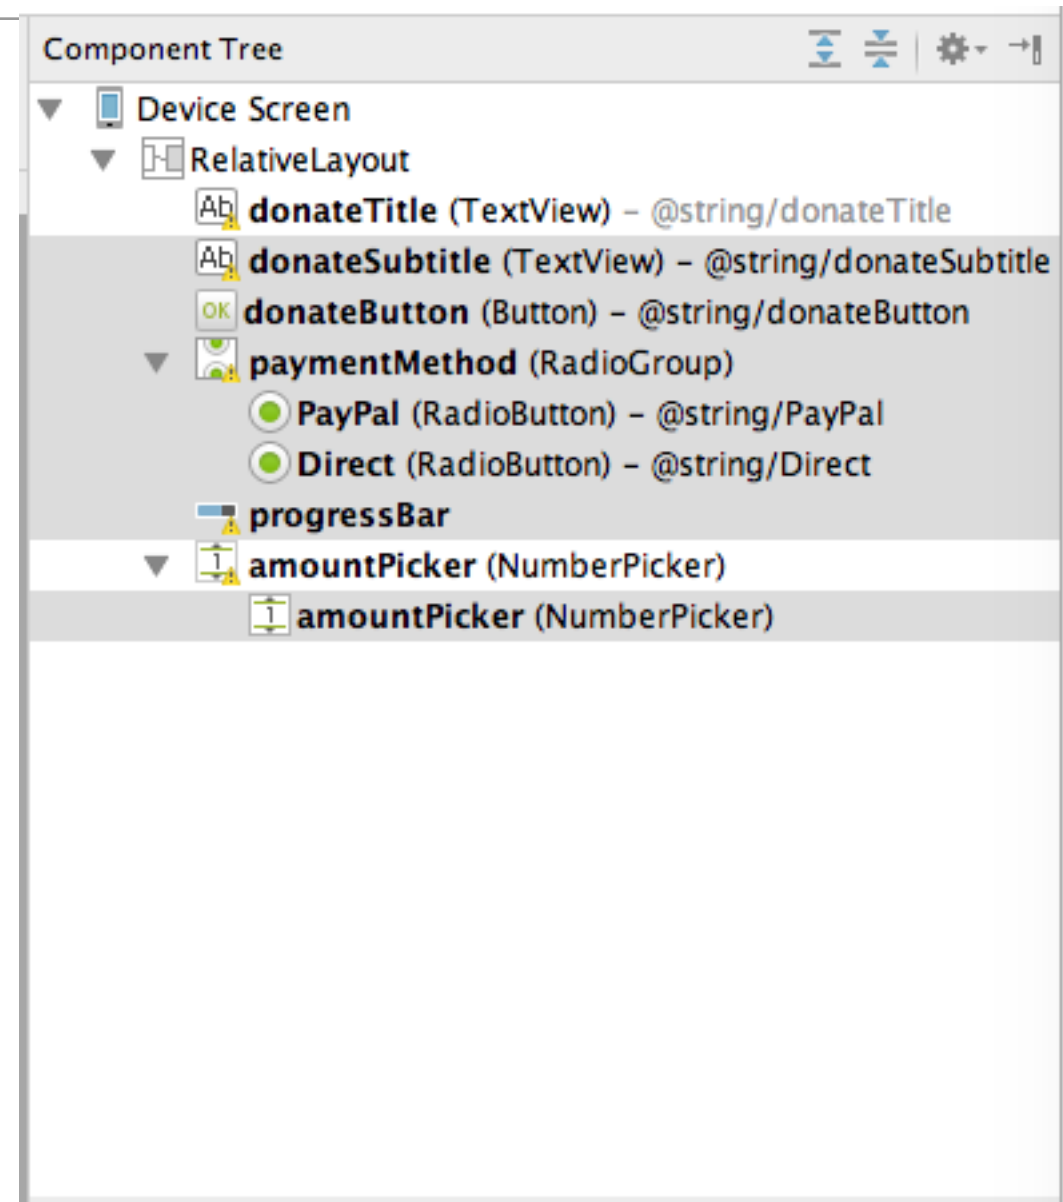 Component Tree
Device Screen
RelativeLayout
Ab donateTitle (TextView) – @string/donateTitle
Ab donateSubtitle (TextView) – @string/donateSubtitle
OK donateButton (Button) – @string/donateButton
paymentMethod (RadioGroup)
PayPal (RadioButton) – @string/PayPal
Direct (RadioButton) – @string/Direct
progressBar
1 amountPicker (NumberPicker)
1 amountPicker (NumberPicker)